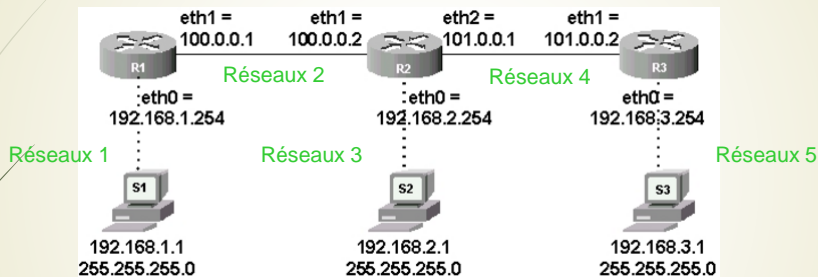 eth1 = eth1 = eth2 = eth1 =
100.0.0.1 100.0.0.2 101.0.0.1 101.0.0.2
R1 R2 R3
Réseaux 2 Réseaux 4
eth0 = eth0 = eth0 =
192.168.1.254 192.168.2.254 192.168.3.254
Réseaux 1 Réseaux 3 Réseaux 5
S1 S2 S3
192.168.1.1 192.168.2.1 192.168.3.1
255.255.255.0 255.255.255.0 255.255.255.0